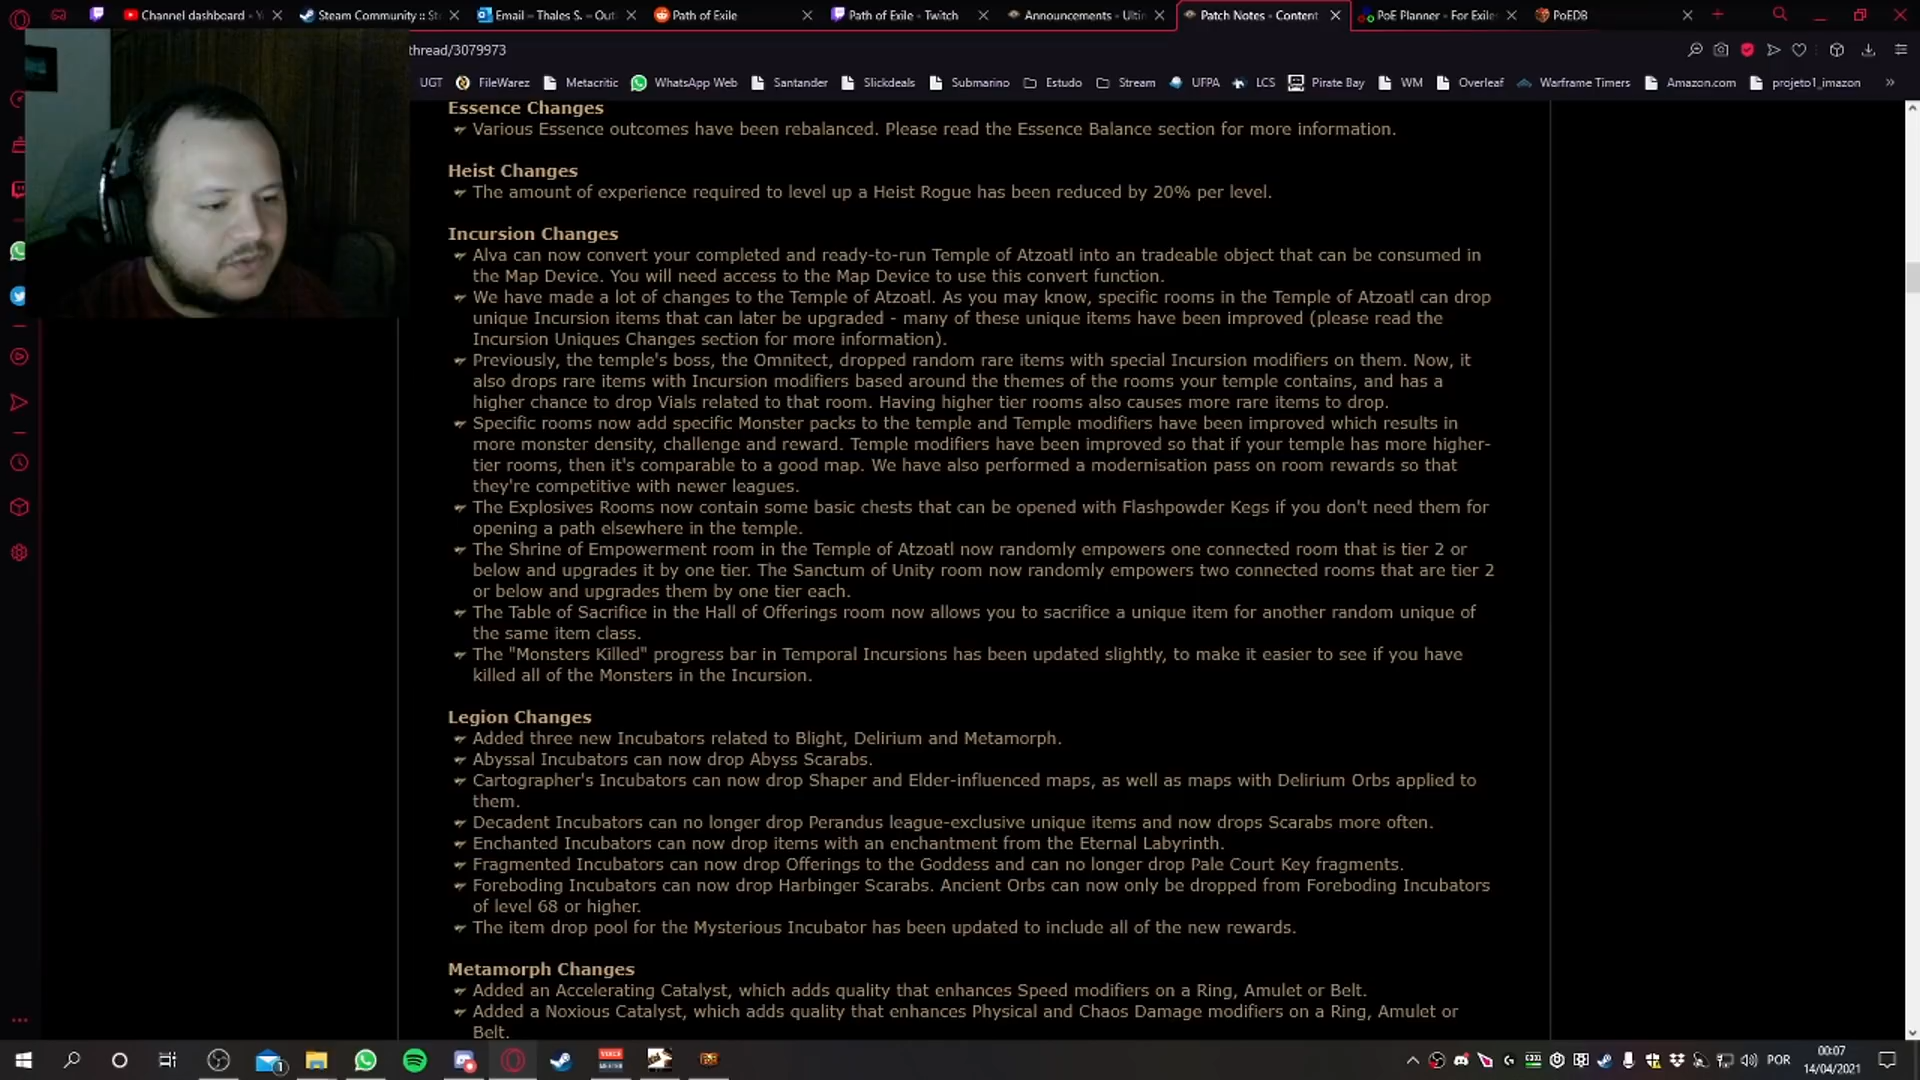 Channel dashboard - Y
Steam Community :: St
Email – Thales S. – Outl
Path of Exile
Path of Exile - Twitch
Announcements - Ultim
Patch Notes - Content
PoE Planner - For Exile
PoEDB
thread/3079973
UGT
FileWarez
Metacritic
WhatsApp Web
Santander
Slickdeals
Submarino
Estudo
Stream
UFPA
LCS
Pirate Bay
WM
Overleaf
Warframe Timers
Amazon.com
projeto1_imazon
Essence Changes
Various Essence outcomes have been rebalanced. Please read the Essence Balance section for more information.
Heist Changes
The amount of experience required to level up a Heist Rogue has been reduced by 20% per level.
Incursion Changes
Alva can now convert your completed and ready-to-run Temple of Atzoatl into an tradeable object that can be consumed in
the Map Device. You will need access to the Map Device to use this convert function.
We have made a lot of changes to the Temple of Atzoatl. As you may know, specific rooms in the Temple of Atzoatl can drop
unique Incursion items that can later be upgraded - many of these unique items have been improved (please read the
Incursion Uniques Changes section for more information).
Previously, the temple's boss, the Omnitect, dropped random rare items with special Incursion modifiers on them. Now, it
also drops rare items with Incursion modifiers based around the themes of the rooms your temple contains, and has a
higher chance to drop Vials related to that room. Having higher tier rooms also causes more rare items to drop.
Specific rooms now add specific Monster packs to the temple and Temple modifiers have been improved which results in
more monster density, challenge and reward. Temple modifiers have been improved so that if your temple has more higher-
tier rooms, then it's comparable to a good map. We have also performed a modernisation pass on room rewards so that
they're competitive with newer leagues.
The Explosives Rooms now contain some basic chests that can be opened with Flashpowder Kegs if you don't need them for
opening a path elsewhere in the temple.
The Shrine of Empowerment room in the Temple of Atzoatl now randomly empowers one connected room that is tier 2 or
below and upgrades it by one tier. The Sanctum of Unity room now randomly empowers two connected rooms that are tier 2
or below and upgrades them by one tier each.
The Table of Sacrifice in the Hall of Offerings room now allows you to sacrifice a unique item for another random unique of
the same item class.
The "Monsters Killed" progress bar in Temporal Incursions has been updated slightly, to make it easier to see if you have
killed all of the Monsters in the Incursion.
Legion Changes
Added three new Incubators related to Blight, Delirium and Metamorph.
Abyssal Incubators can now drop Abyss Scarabs.
Cartographer's Incubators can now drop Shaper and Elder-influenced maps, as well as maps with Delirium Orbs applied to
them.
Decadent Incubators can no longer drop Perandus league-exclusive unique items and now drops Scarabs more often.
Enchanted Incubators can now drop items with an enchantment from the Eternal Labyrinth.
Fragmented Incubators can now drop Offerings to the Goddess and can no longer drop Pale Court Key fragments.
Foreboding Incubators can now drop Harbinger Scarabs. Ancient Orbs can now only be dropped from Foreboding Incubators
of level 68 or higher.
The item drop pool for the Mysterious Incubator has been updated to include all of the new rewards.
Metamorph Changes
Added an Accelerating Catalyst, which adds quality that enhances Speed modifiers on a Ring, Amulet or Belt.
Added a Noxious Catalyst, which adds quality that enhances Physical and Chaos Damage modifiers on a Ring, Amulet or
Belt.
POR
00:07
14/04/2021